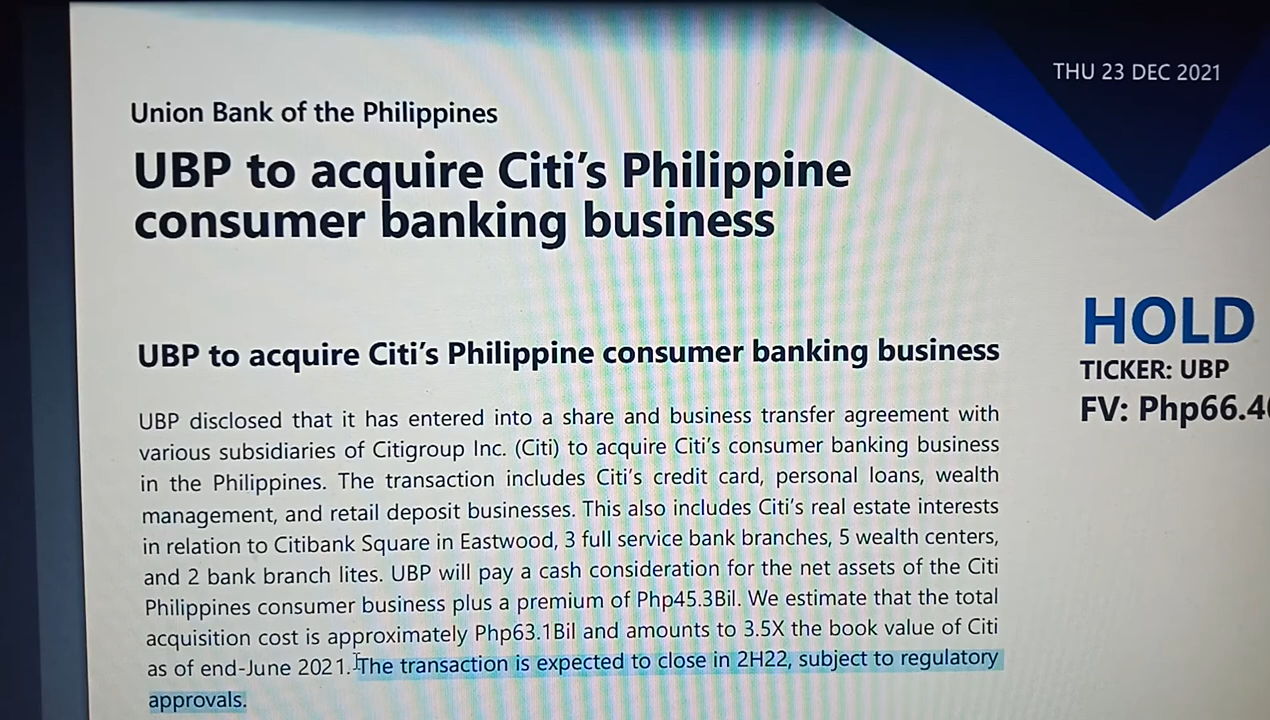 THU 23 DEC 2021
Union Bank of the Philippines
UBP to acquire Citi's Philippine
consumer banking business
HOLD
TICKER: UBP
FV: Php66.4
UBP to acquire Citi's Philippine consumer banking business
UBP disclosed that it has entered into a share and business transfer agreement with
various subsidiaries of Citigroup Inc. (Citi) to acquire Citi's consumer banking business
in the Philippines. The transaction includes Citi's credit card, personal loans, wealth
management, and retail deposit businesses. This also includes Citi's real estate interests
in relation to Citibank Square in Eastwood, 3 full service bank branches, 5 wealth centers,
and 2 bank branch lites. UBP will pay a cash consideration for the net assets of the Citi
Philippines consumer business plus a premium of Php45.3Bil. We estimate that the total
acquisition cost is approximately Php63.1Bil and amounts to 3.5X the book value of Citi
as of end-June 2021. The transaction is expected to close in 2H22, subject to regulatory
approvals.